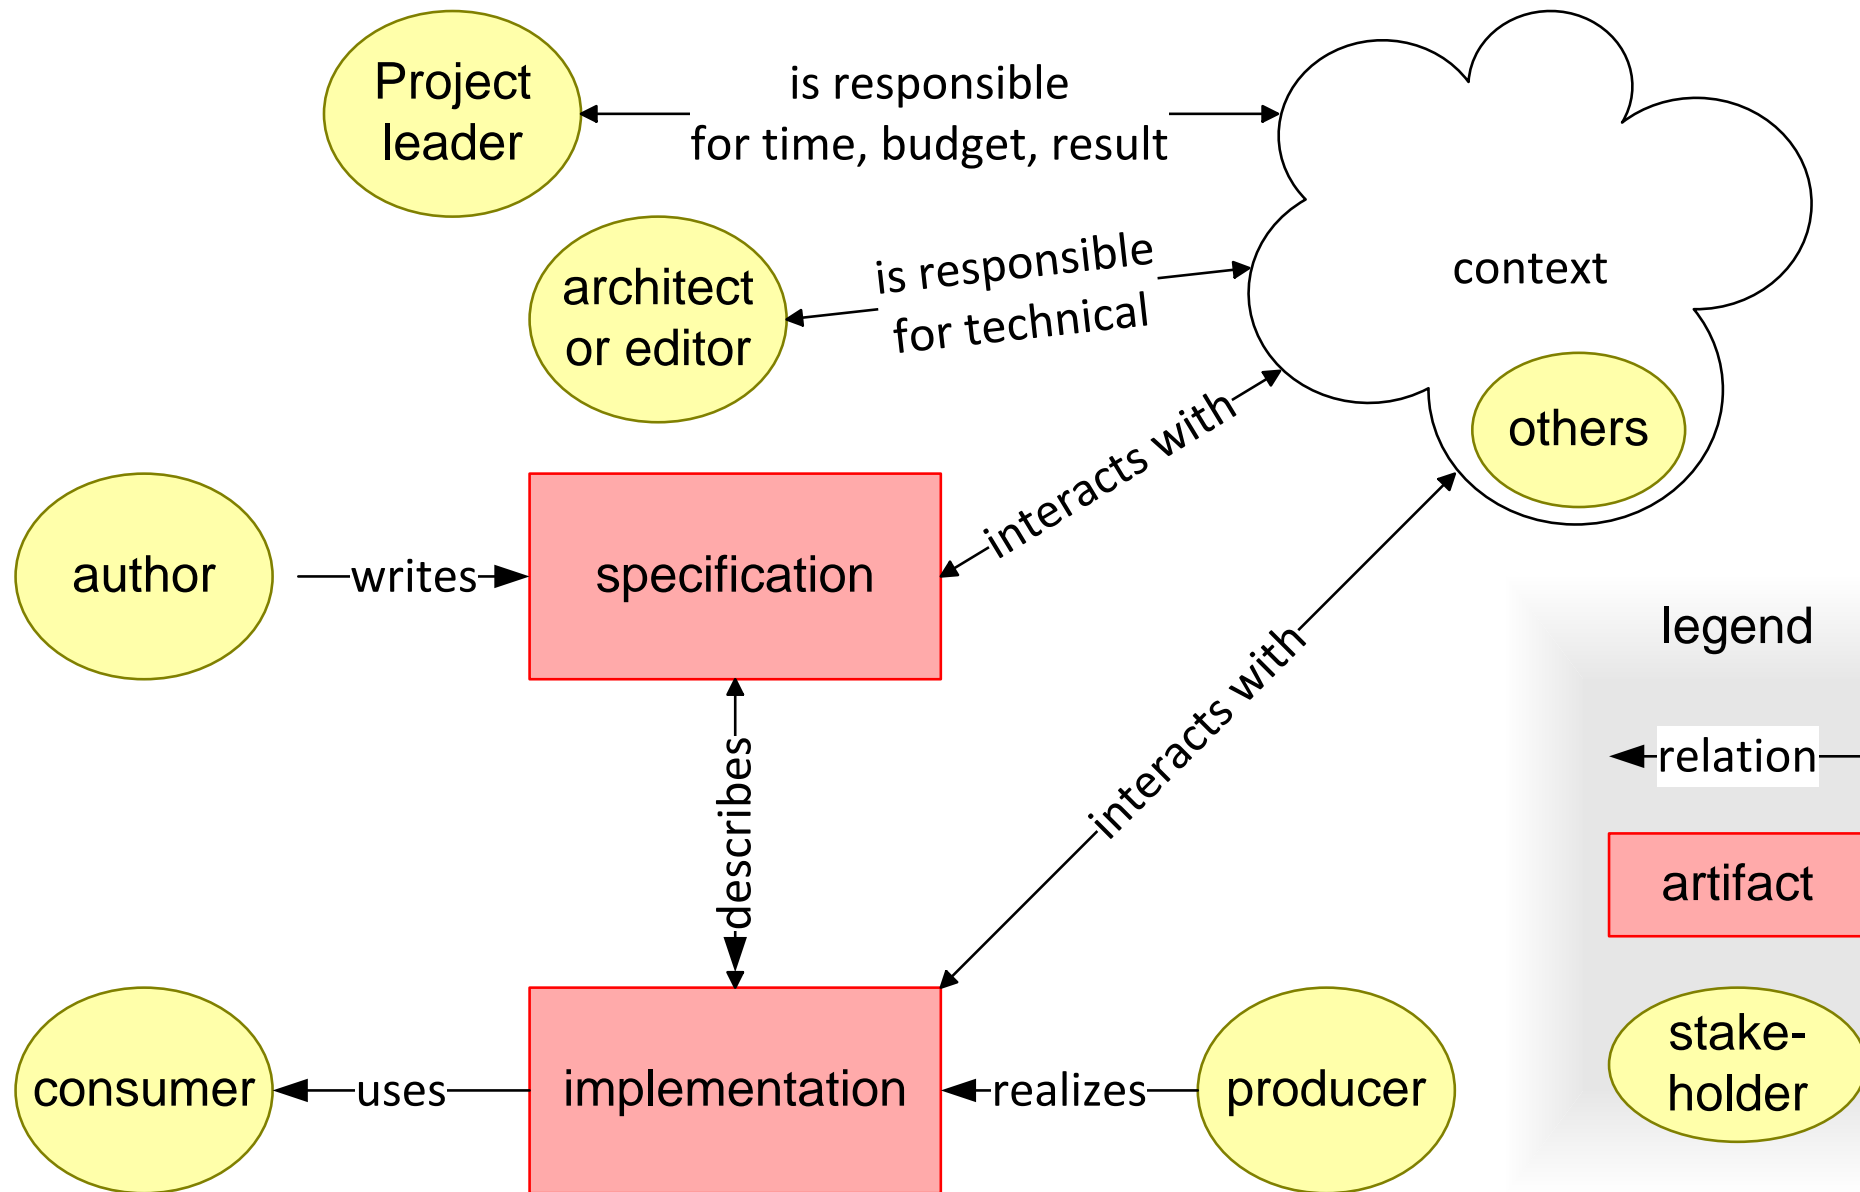 Project
leader
is responsible
for time, budget, result
architect
or editor
is responsible
for technical
context
others
interacts with
author
writes
specification
interacts with
describes
legend
relation
artifact
stake-
holder
consumer
uses
implementation
realizes
producer